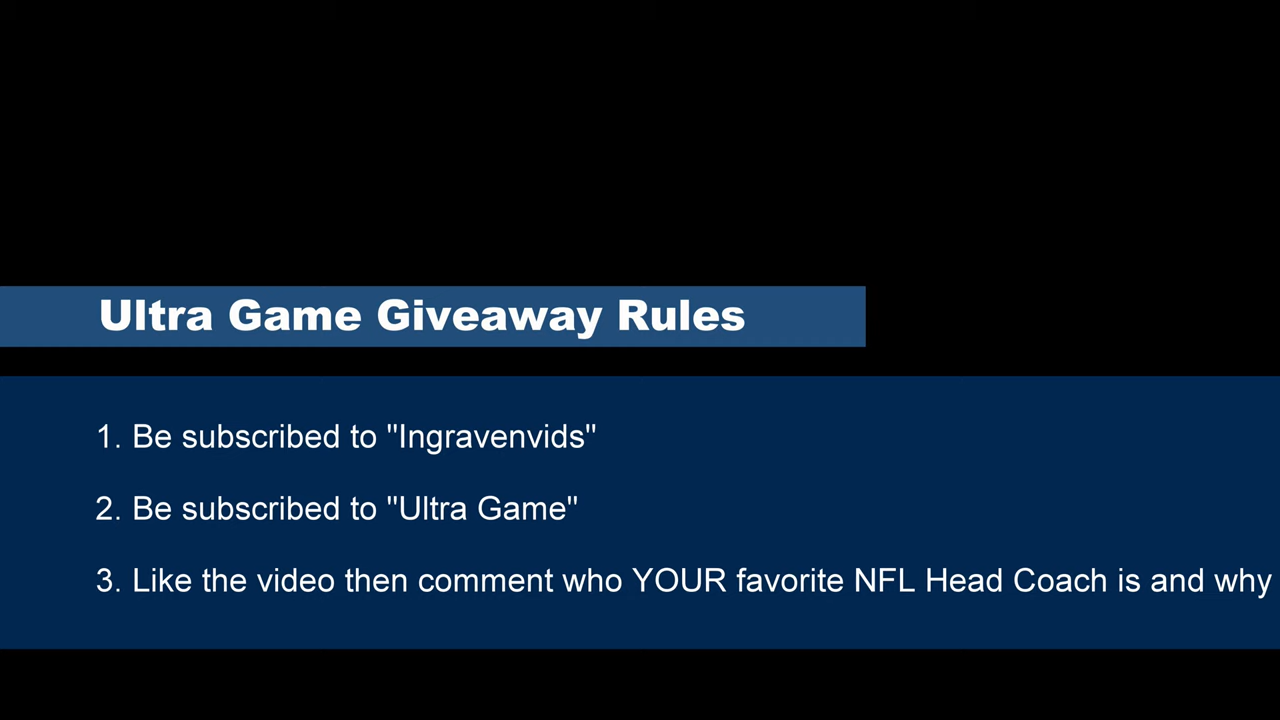 Ultra Game Giveaway Rules
1. Be subscribed to "Ingravenvids"
2. Be subscribed to "Ultra Game"
3. Like the video then comment who YOUR favorite NFL Head Coach is and why